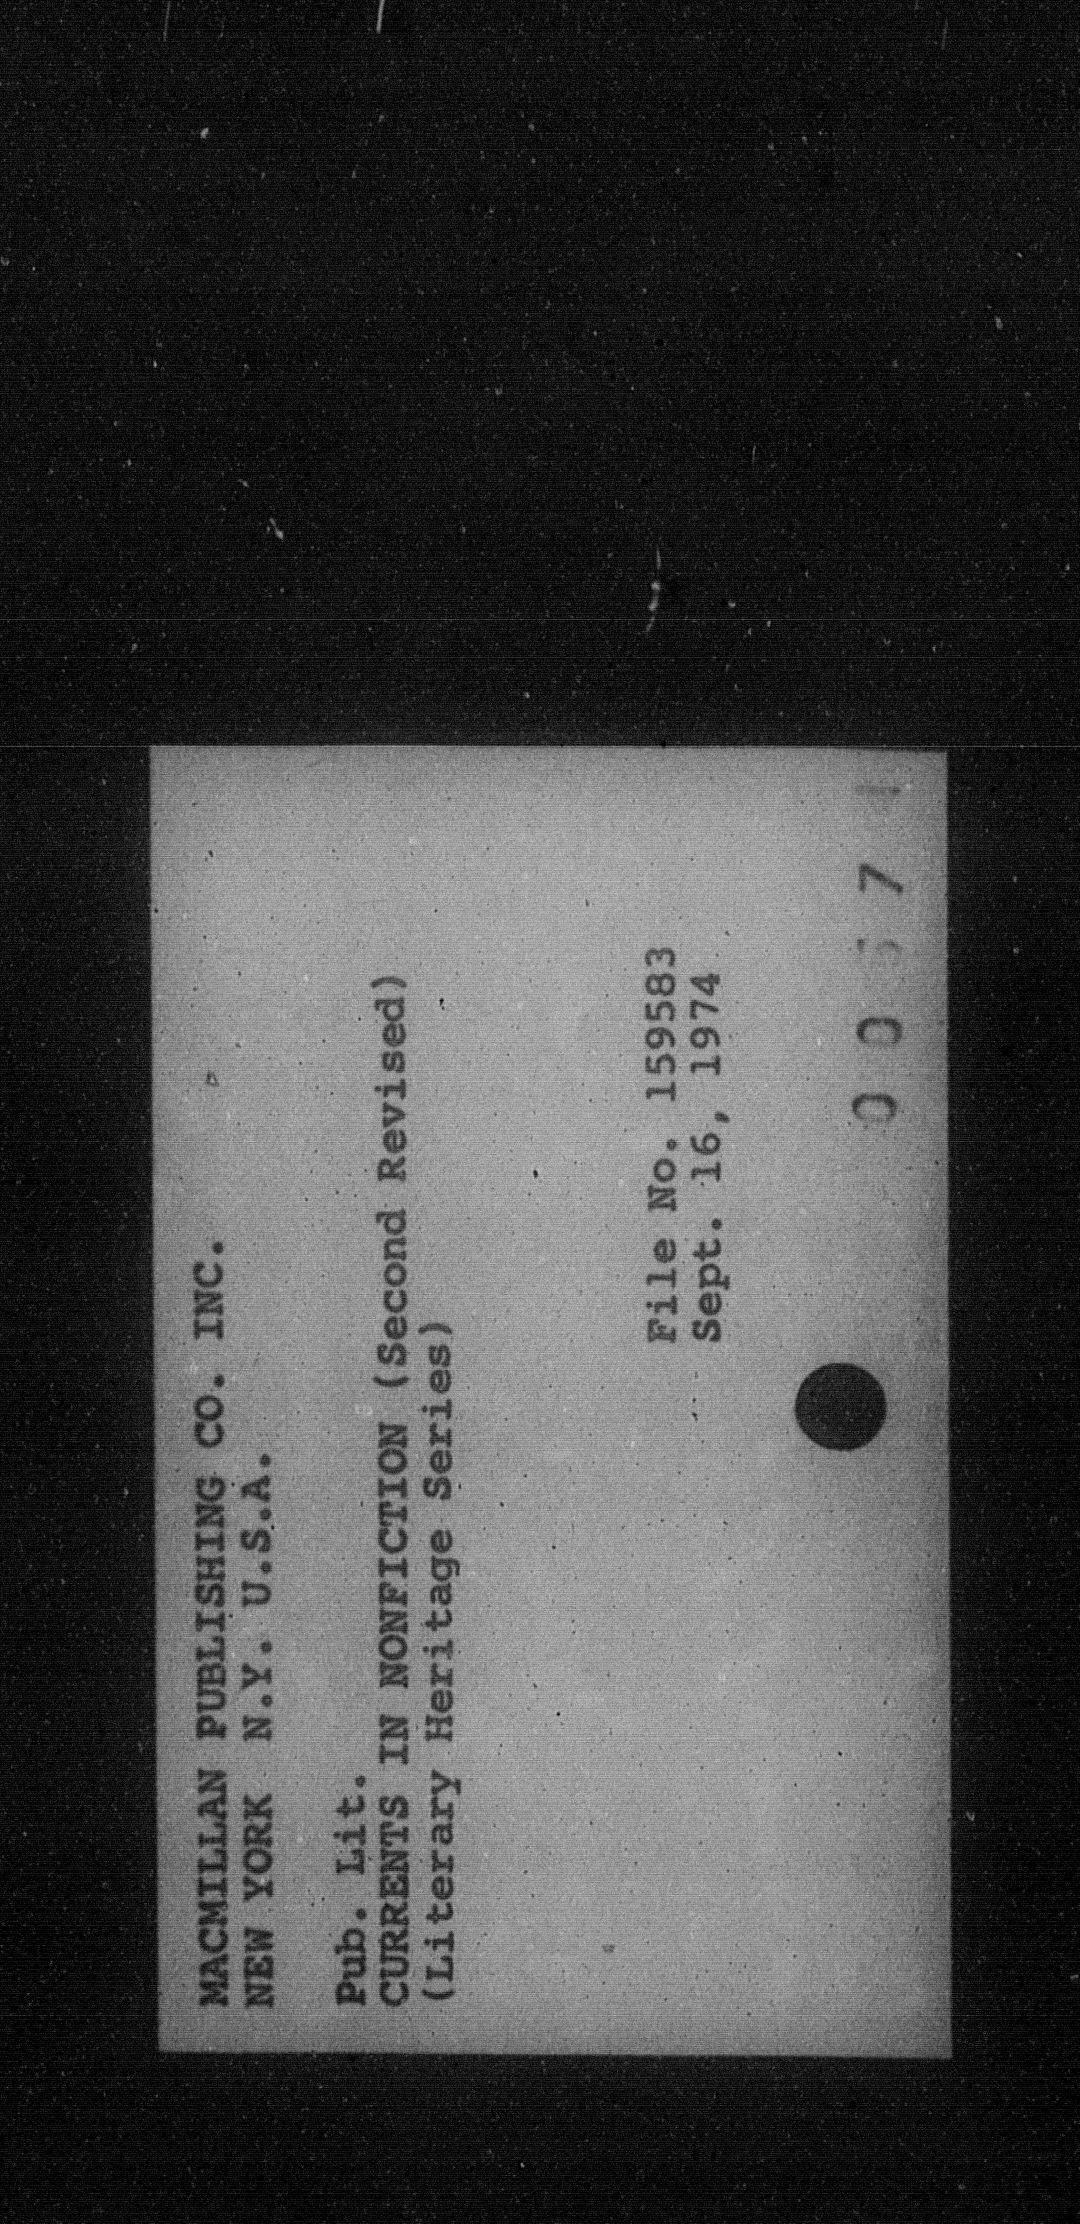 MACMILLAN PUBLISHING CO. INC.
NEW YORK N.Y. U.S.A.
Pub. Lit.
CURRENTS IN NONFICTION (Second Revised)
(Literary Heritage Series)
File No. 159583
Sept. 16, 1974